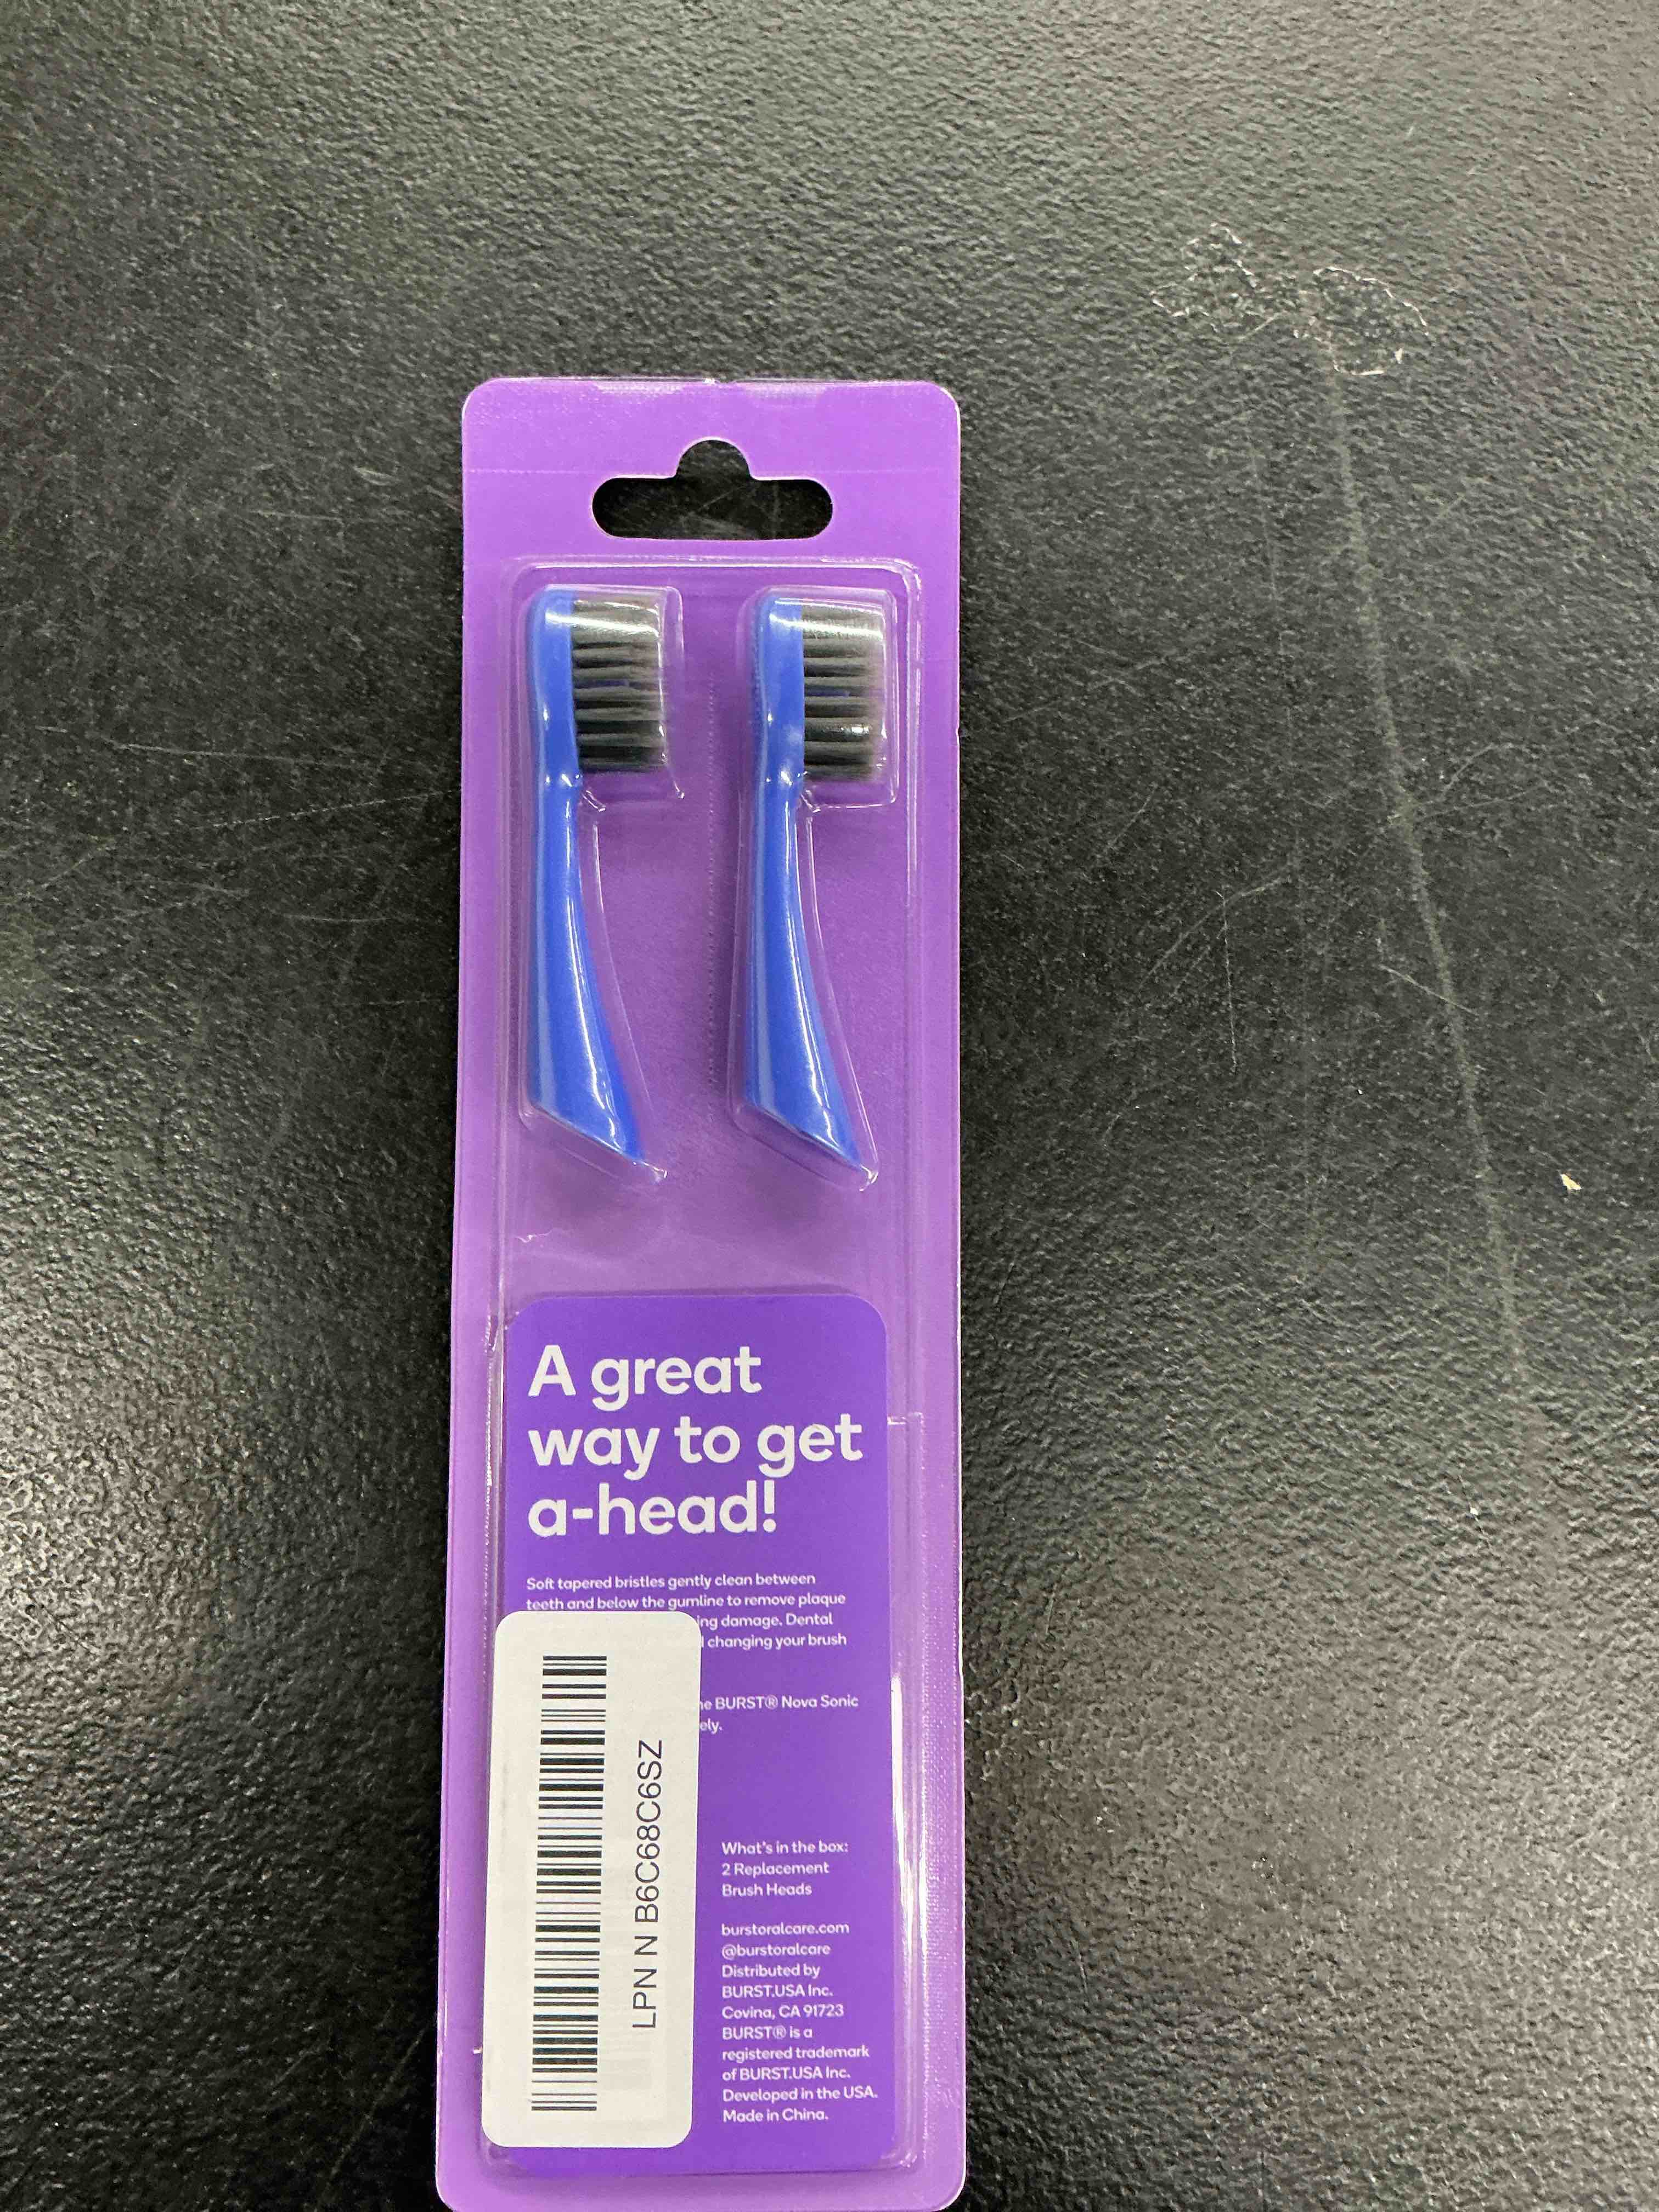 A great
way to get
a-head!
Soft tapered bristles gently clean between
teeth and below the gumline to remove plaque
damage. Dental
changing your brush
BURST® Nova Sonic
LPN N B6C68C6SZ
What's in the box:
2 Replacement
Brush Heads
burstoralcare.com
@burstoralcare
Distributed by
BURST.USA Inc.
Covina, CA 91723
BURST® is a
registered trademark
of BURST.USA Inc.
Developed in the USA.
Made in China.